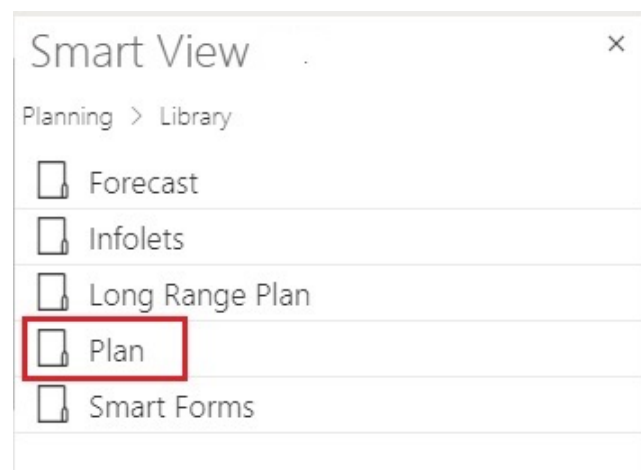 Smart View
Planning > Library
Forecast
Infolets
Long Range Plan
Plan
Smart Forms